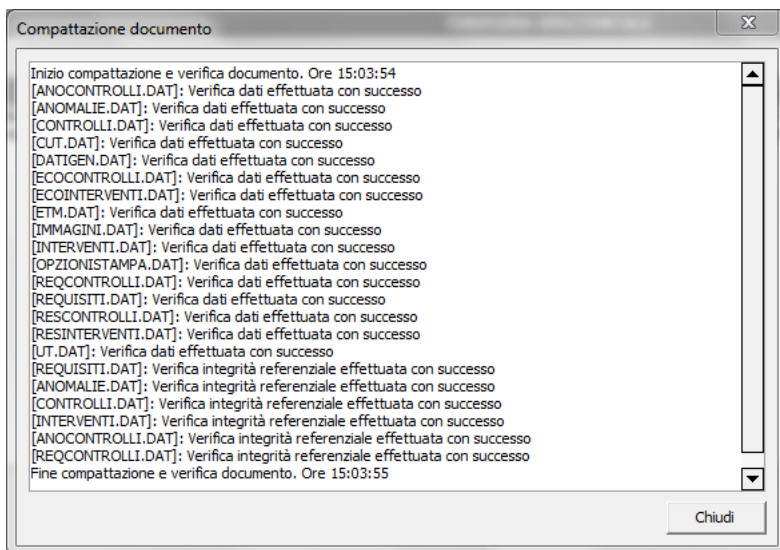 Compattazione documento
Inizio compattazione e verifica documento. Ore 15:03:54
[ANOCONTROLLI.DAT]: Verifica dati effettuata con successo
[ANOMALIE.DAT]: Verifica dati effettuata con successo
[CONTROLLI.DAT]: Verifica dati effettuata con successo
[CUT.DAT]: Verifica dati effettuata con successo
[DATIGEN.DAT]: Verifica dati effettuata con successo
[ECOCONTROLLI.DAT]: Verifica dati effettuata con successo
[ECOINTERVENTI.DAT]: Verifica dati effettuata con successo
[ETM.DAT]: Verifica dati effettuata con successo
[IMMAGINI.DAT]: Verifica dati effettuata con successo
[INTERVENTI.DAT]: Verifica dati effettuata con successo
[OPZIONISTAMPA.DAT]: Verifica dati effettuata con successo
[REQCONTROLLI.DAT]: Verifica dati effettuata con successo
[REQUISITI.DAT]: Verifica dati effettuata con successo
[RESCONTROLLI.DAT]: Verifica dati effettuata con successo
[RESINTERVENTI.DAT]: Verifica dati effettuata con successo
[UT.DAT]: Verifica dati effettuata con successo
[REQUISITI.DAT]: Verifica integrità referenziale effettuata con successo
[ANOMALIE.DAT]: Verifica integrità referenziale effettuata con successo
[CONTROLLI.DAT]: Verifica integrità referenziale effettuata con successo
[INTERVENTI.DAT]: Verifica integrità referenziale effettuata con successo
[ANOCONTROLLI.DAT]: Verifica integrità referenziale effettuata con successo
[REQCONTROLLI.DAT]: Verifica integrità referenziale effettuata con successo
Fine compattazione e verifica documento. Ore 15:03:55
Chiudi